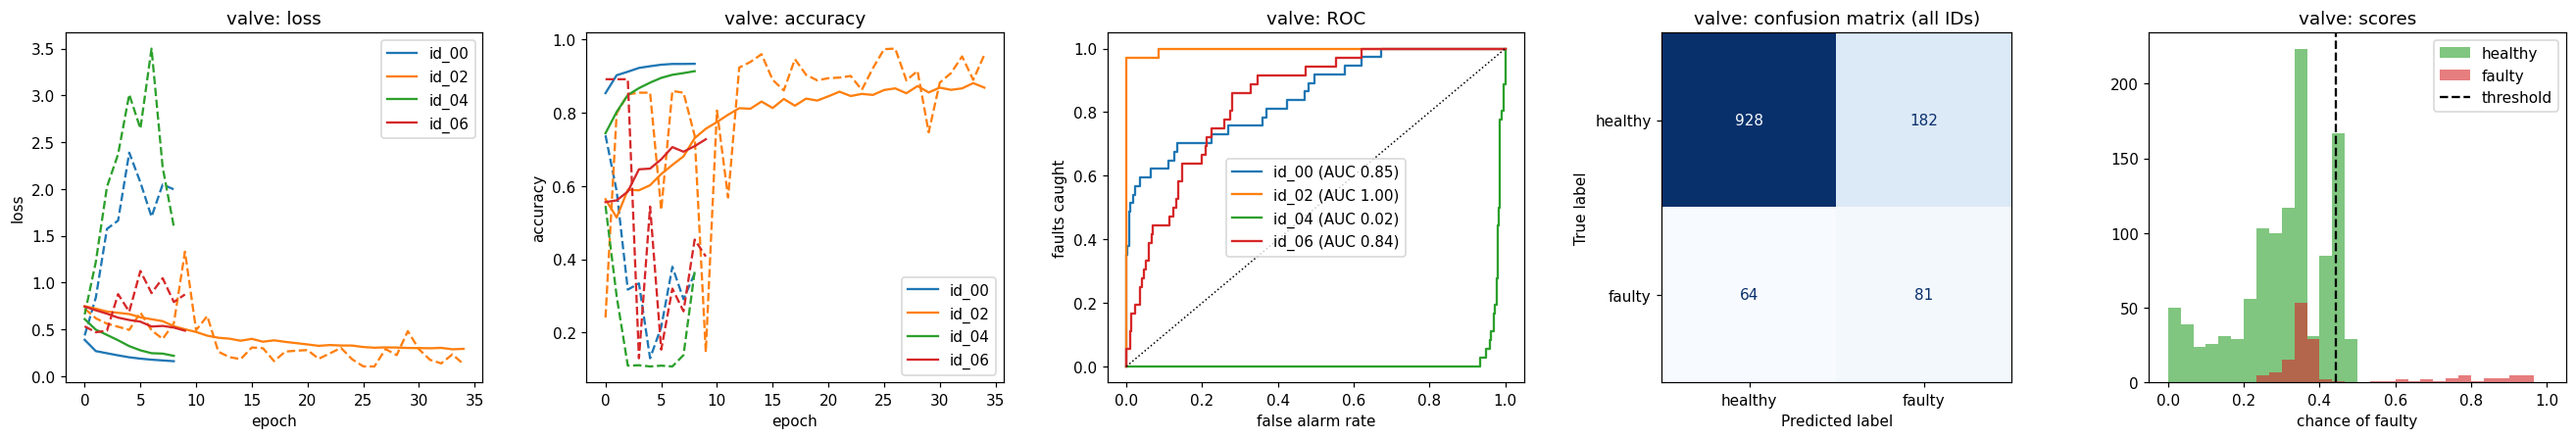 valve: loss
3.5
3.0
2.5
2.0
1.5
1.0
0.5
0.0
loss
0
5
10
15
20
25
30
35
epoch
id_00
id_02
id_04
id_06
valve: accuracy
1.0
0.8
0.6
0.4
0.2
accuracy
0
5
10
15
20
25
30
35
epoch
id_00
id_02
id_04
id_06
valve: ROC
1.0
0.8
0.6
0.4
0.2
0.0
faults caught
id_00 (AUC 0.85)
id_02 (AUC 1.00)
id_04 (AUC 0.02)
id_06 (AUC 0.84)
0.0
0.2
0.4
0.6
0.8
1.0
false alarm rate
valve: confusion matrix (all IDs)
True label
healthy
928
182
faulty
64
81
healthy
faulty
Predicted label
valve: scores
healthy
faulty
threshold
200
150
100
50
0
0.0
0.2
0.4
0.6
0.8
1.0
chance of faulty